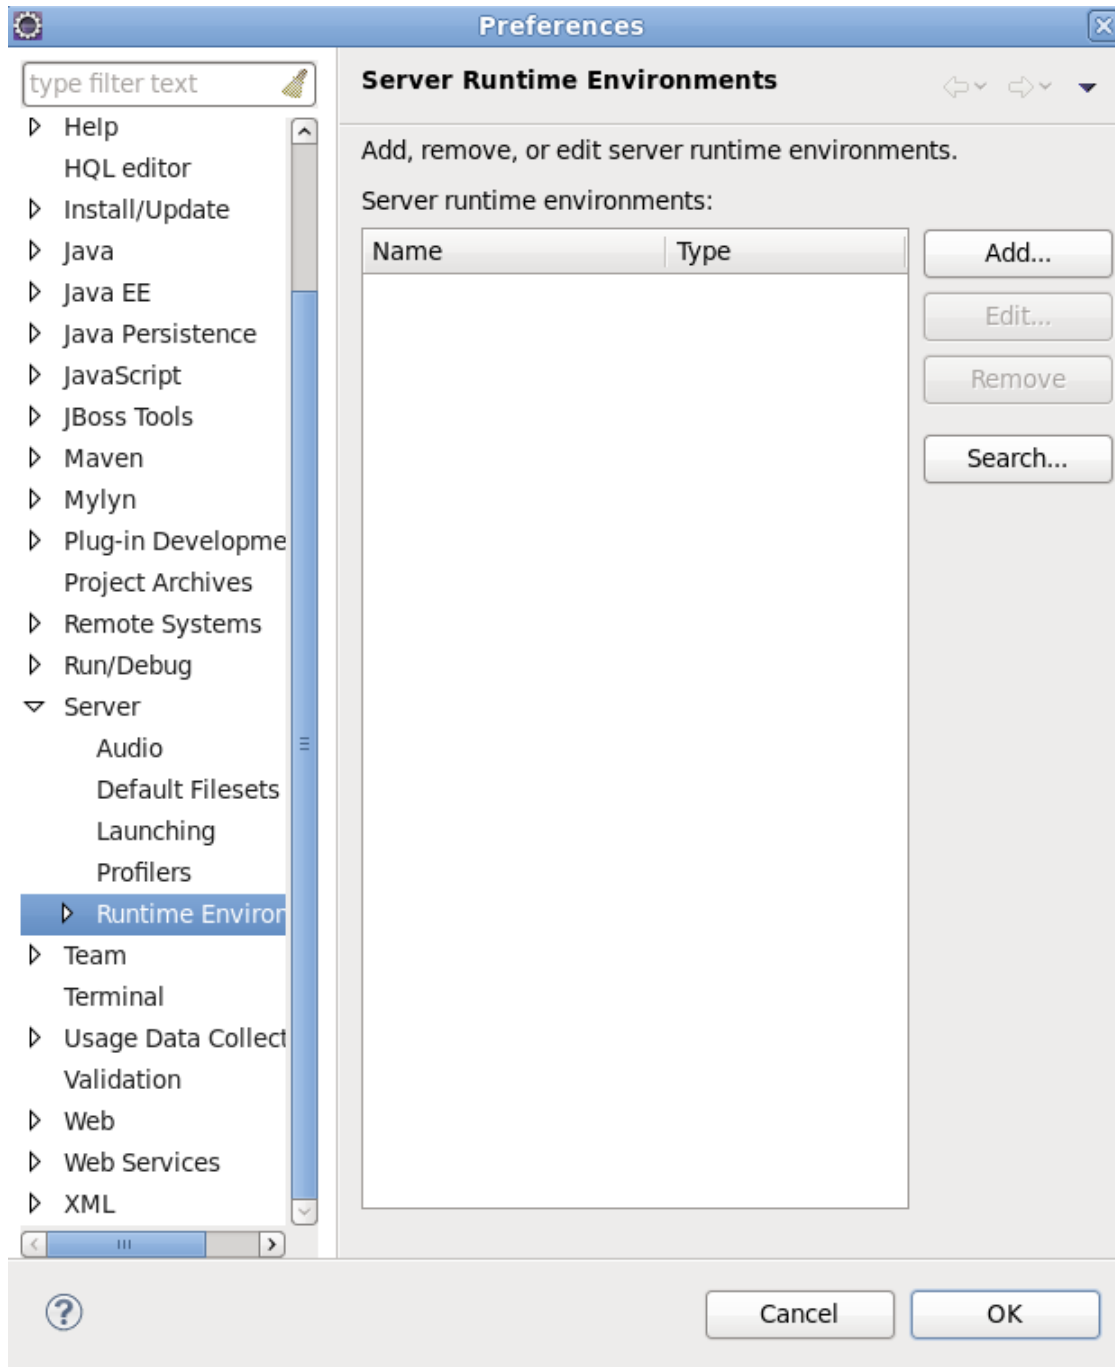 Preferences
type filter text
Help
HQL editor
Install/Update
Java
Java EE
Java Persistence
JavaScript
JBoss Tools
Maven
Mylyn
Plug-in Developme
Project Archives
Remote Systems
Run/Debug
Server
Audio
Default Filesets
Launching
Profilers
Runtime Environ
Team
Terminal
Usage Data Collect
Validation
Web
Web Services
XML
Server Runtime Environments
Add, remove, or edit server runtime environments.
Server runtime environments:
Name Type
Add...
Edit...
Remove
Search...
Cancel OK